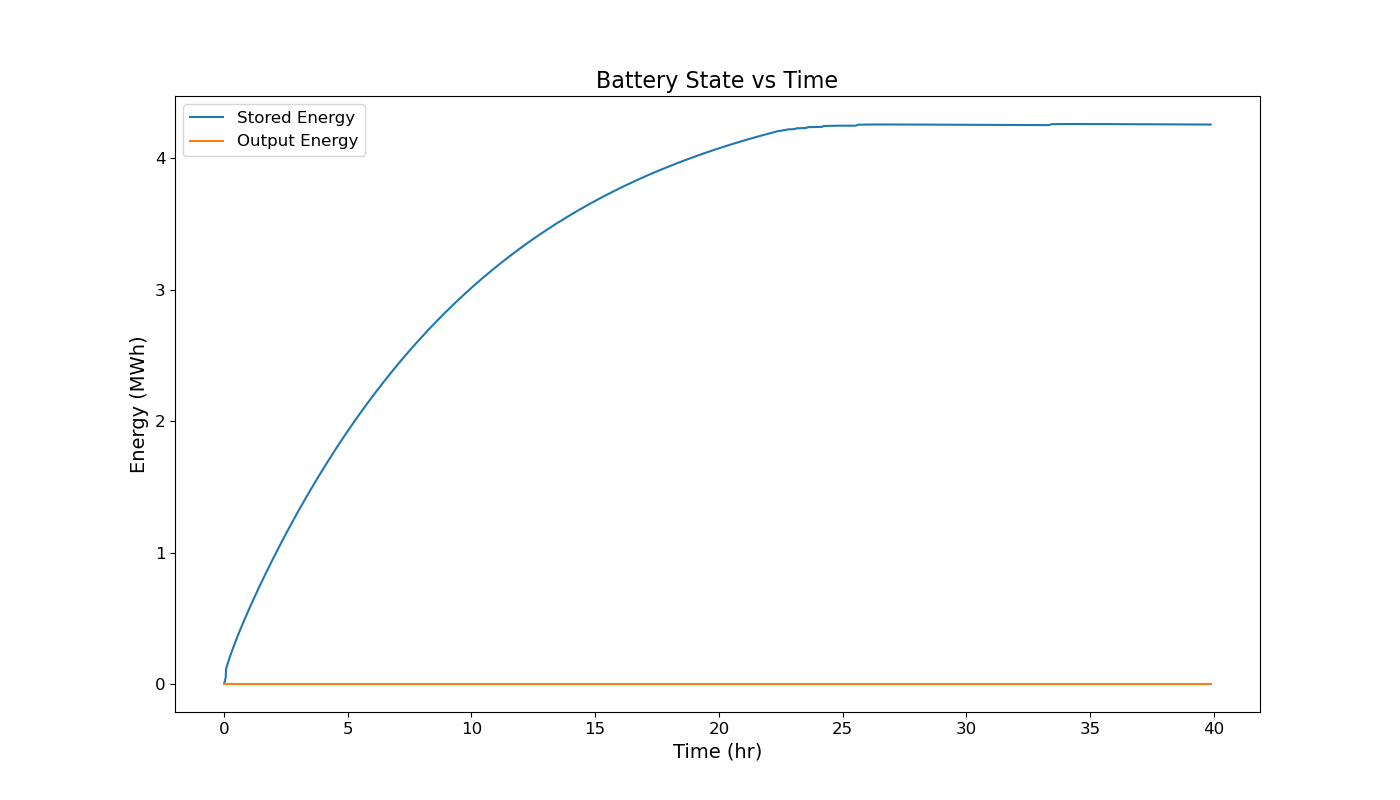 Battery State vs Time
Stored Energy
Output Energy
Energy (MWh)
4
3
2
1
0
0 5 10 15 20 25 30 35 40
Time (hr)